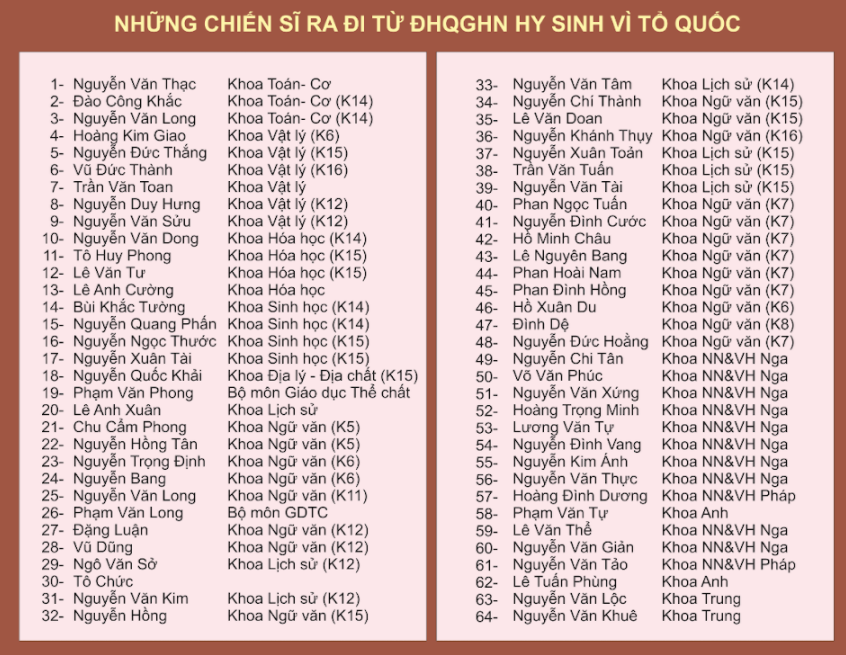 NHỮNG CHIẾN SĨ RA ĐI TỪ ĐHQGHN HY SINH VÌ TỔ QUỐC
1- Nguyễn Văn Thạc Khoa Toán- Cơ
2- Đào Công Khắc Khoa Toán- Cơ (K14)
3- Nguyễn Văn Long Khoa Toán- Cơ (K14)
4- Hoàng Kim Giao Khoa Vật lý (K6)
5- Nguyễn Đức Thắng Khoa Vật lý (K15)
6- Vũ Đức Thành Khoa Vật lý (K16)
7- Trần Văn Toan Khoa Vật lý
8- Nguyễn Duy Hưng Khoa Vật lý (K12)
9- Nguyễn Văn Sửu Khoa Vật lý (K12)
10- Nguyễn Văn Dong Khoa Hóa học (K14)
11- Tô Huy Phong Khoa Hóa học (K15)
12- Lê Văn Tư Khoa Hóa học (K15)
13- Lê Anh Cường Khoa Hóa học
14- Bùi Khắc Tường Khoa Sinh học (K14)
15- Nguyễn Quang Phấn Khoa Sinh học (K14)
16- Nguyễn Ngọc Thước Khoa Sinh học (K15)
17- Nguyễn Xuân Tài Khoa Sinh học (K15)
18- Nguyễn Quốc Khải Khoa Địa lý - Địa chất (K15)
19- Phạm Văn Phong Bộ môn Giáo dục Thể chất
20- Lê Anh Xuân Khoa Lịch sử
21- Chu Cẩm Phong Khoa Ngữ văn (K5)
22- Nguyễn Hồng Tân Khoa Ngữ văn (K5)
23- Nguyễn Trọng Định Khoa Ngữ văn (K6)
24- Nguyễn Bang Khoa Ngữ văn (K6)
25- Nguyễn Văn Long Khoa Ngữ văn (K11)
26- Phạm Văn Long Bộ môn GDTC
27- Đặng Luận Khoa Ngữ văn (K12)
28- Vũ Dũng Khoa Ngữ văn (K12)
29- Ngô Văn Sở Khoa Lịch sử (K12)
30- Tô Chức
31- Nguyễn Văn Kim Khoa Lịch sử (K12)
32- Nguyễn Hồng Khoa Ngữ văn (K15)
33- Nguyễn Văn Tâm Khoa Lịch sử (K14)
34- Nguyễn Chí Thành Khoa Ngữ văn (K15)
35- Lê Văn Doan Khoa Ngữ văn (K15)
36- Nguyễn Khánh Thụy Khoa Ngữ văn (K16)
37- Nguyễn Xuân Toản Khoa Lịch sử (K15)
38- Trần Văn Tuấn Khoa Lịch sử (K15)
39- Nguyễn Văn Tài Khoa Lịch sử (K15)
40- Phan Ngọc Tuấn Khoa Ngữ văn (K7)
41- Nguyễn Đình Cước Khoa Ngữ văn (K7)
42- Hồ Minh Châu Khoa Ngữ văn (K7)
43- Lê Nguyên Bang Khoa Ngữ văn (K7)
44- Phan Hoài Nam Khoa Ngữ văn (K7)
45- Phan Đình Hồng Khoa Ngữ văn (K7)
46- Hồ Xuân Du Khoa Ngữ văn (K6)
47- Đình Dệ Khoa Ngữ văn (K8)
48- Nguyễn Đức Hoằng Khoa Ngữ văn (K7)
49- Nguyễn Chi Tân Khoa NN&VH Nga
50- Võ Văn Phúc Khoa NN&VH Nga
51- Nguyễn Văn Xứng Khoa NN&VH Nga
52- Hoàng Trọng Minh Khoa NN&VH Nga
53- Lương Văn Tự Khoa NN&VH Nga
54- Nguyễn Đình Vang Khoa NN&VH Nga
55- Nguyễn Kim Ánh Khoa NN&VH Nga
56- Nguyễn Văn Thực Khoa NN&VH Nga
57- Hoàng Đình Dương Khoa NN&VH Pháp
58- Phạm Văn Tự Khoa Anh
59- Lê Văn Thể Khoa NN&VH Nga
60- Nguyễn Văn Giản Khoa NN&VH Nga
61- Nguyễn Văn Tảo Khoa NN&VH Pháp
62- Lê Tuấn Phùng Khoa Anh
63- Nguyễn Văn Lộc Khoa Trung
64- Nguyễn Văn Khuê Khoa Trung